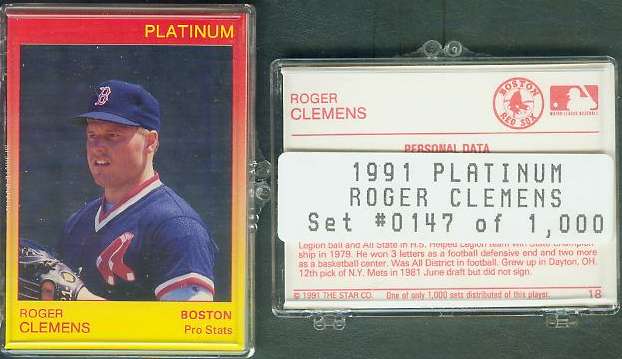 PLATINUM
B
ROGER
CLEMENS
BOSTON
Pro Stats
ROGER
CLEMENS
BOSTON
RED SOX
MAJOR LEAGUE BASEBALL
PERSONAL DATA
1991 PLATINUM
ROGER CLEMENS
Set #0147 of 1,000
Legion ball and All State in H.S. Helped Legion team win State Champion
ship in 1979. He won 3 letters as a football defensive end and two
as a basketball center. Was All District in football. Grew up in Dayton, OH.
12th pick of N.Y. Mets in 1981 June draft but did not sign.
© 1991 THE STAR CO. One of only 1,000 sets distributed of this player. 18